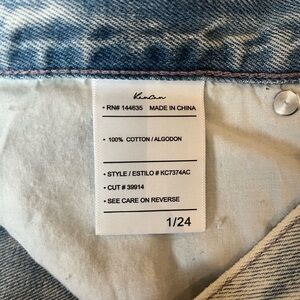 KanCan
• RN# 144635 MADE IN CHINA
• 100% COTTON / ALGODON
• STYLE / ESTILO # KC7374AC
• CUT # 39914
• SEE CARE ON REVERSE
1/24